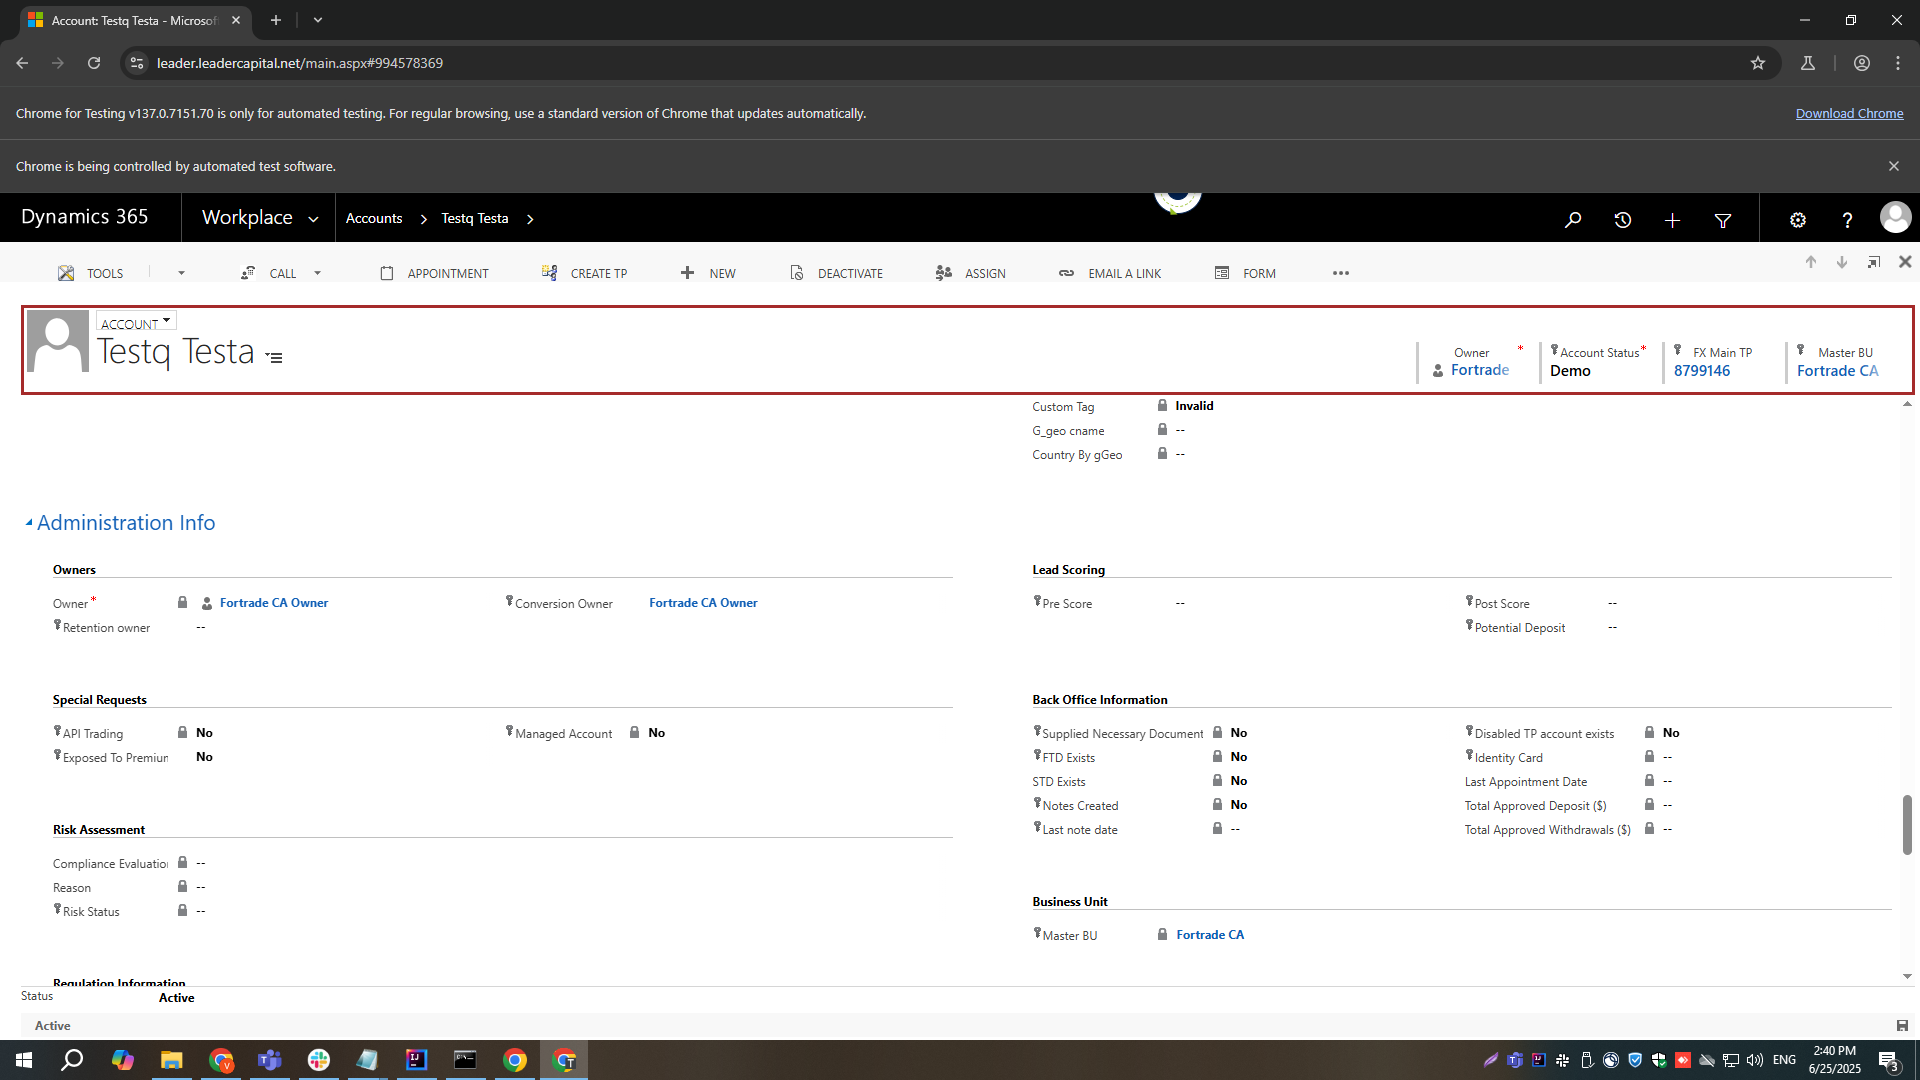 Account: Testq Testa - Microsof
leader.leadercapital.net/main.aspx#994578369
Chrome for Testing v137.0.7151.70 is only for automated testing. For regular browsing, use a standard version of Chrome that updates automatically.
Download Chrome
Chrome is being controlled by automated test software.
Dynamics 365
Workplace
Accounts
Testq Testa
TOOLS
CALL
APPOINTMENT
CREATE TP
NEW
DEACTIVATE
ASSIGN
EMAIL A LINK
FORM
ACCOUNT
Testq Testa
Owner *
Fortrade
Account Status *
Demo
FX Main TP
8799146
Master BU
Fortrade CA
Custom Tag Invalid
G_geo cname --
Country By gGeo --
Administration Info
Owners
Owner * Fortrade CA Owner
Conversion Owner Fortrade CA Owner
Retention owner --
Lead Scoring
Pre Score --
Post Score --
Potential Deposit --
Special Requests
API Trading No
Managed Account No
Exposed To Premiun No
Back Office Information
Supplied Necessary Document No
Disabled TP account exists No
FTD Exists No
Identity Card --
STD Exists No
Last Appointment Date --
Notes Created No
Total Approved Deposit ($) --
Last note date --
Total Approved Withdrawals ($) --
Risk Assessment
Compliance Evaluation --
Reason --
Risk Status --
Business Unit
Master BU Fortrade CA
Regulation Information
Status Active
Active
ENG
2:40 PM
6/25/2025
3